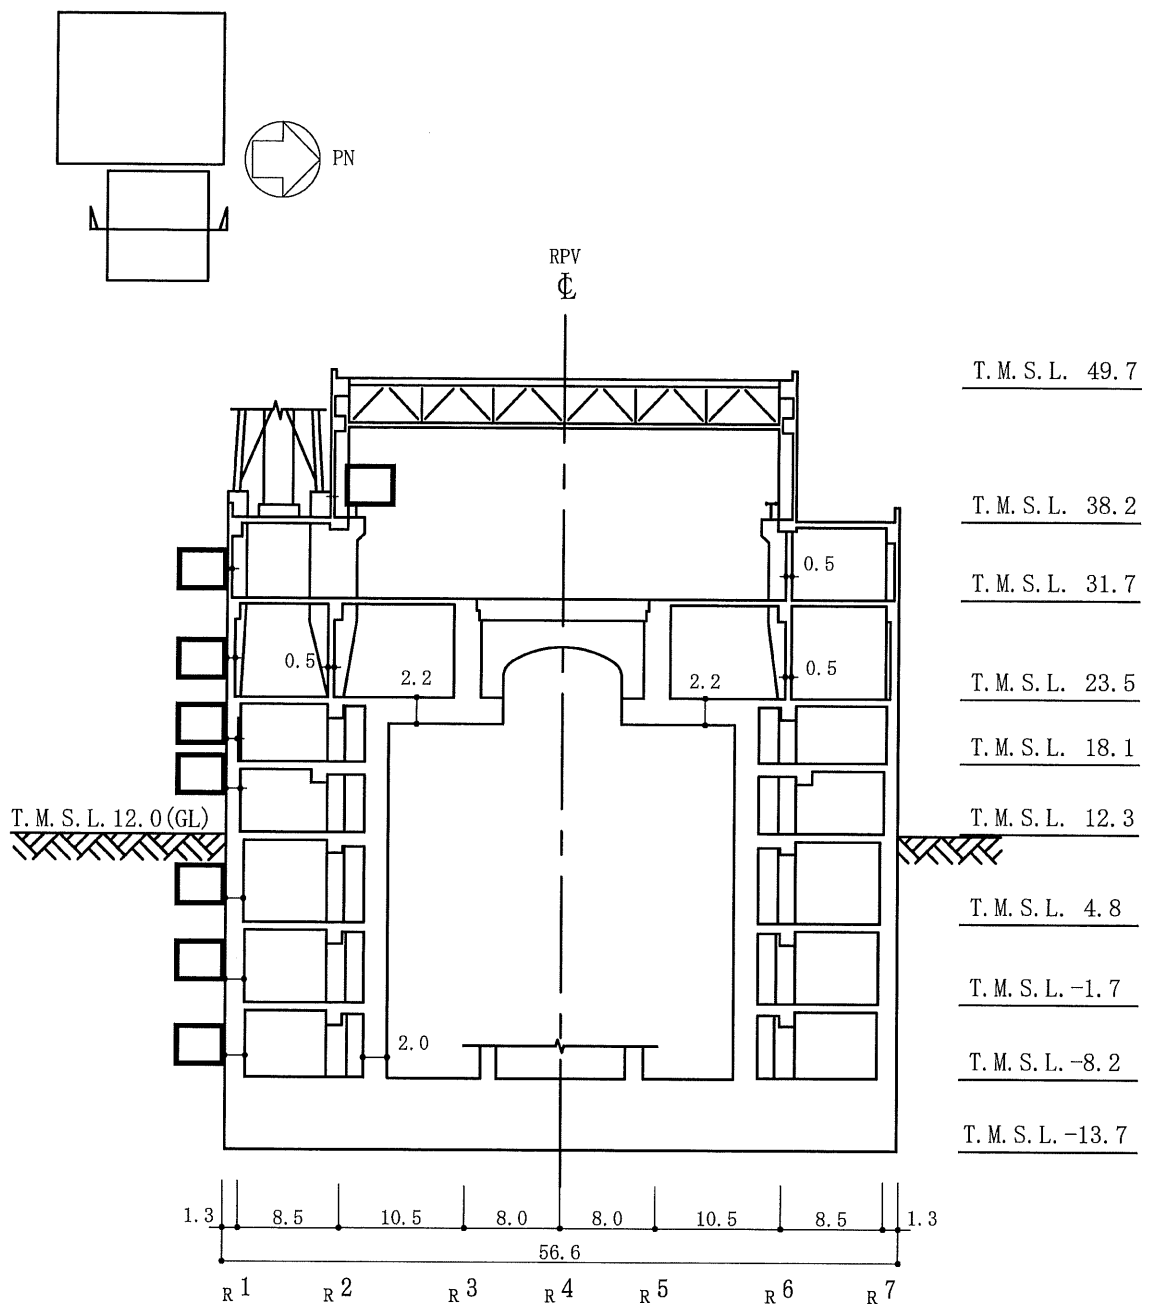 PN
RPV
℄
T.M.S.L. 49.7
T.M.S.L. 38.2
0.5
T.M.S.L. 31.7
0.5
2.2
2.2
0.5
T.M.S.L. 23.5
T.M.S.L. 18.1
T.M.S.L.12.0(GL)
T.M.S.L. 12.3
T.M.S.L. 4.8
T.M.S.L.-1.7
2.0
T.M.S.L.-8.2
T.M.S.L.-13.7
1.3 8.5 10.5 8.0 8.0 10.5 8.5 1.3
56.6
R1 R2 R3 R4 R5 R6 R7